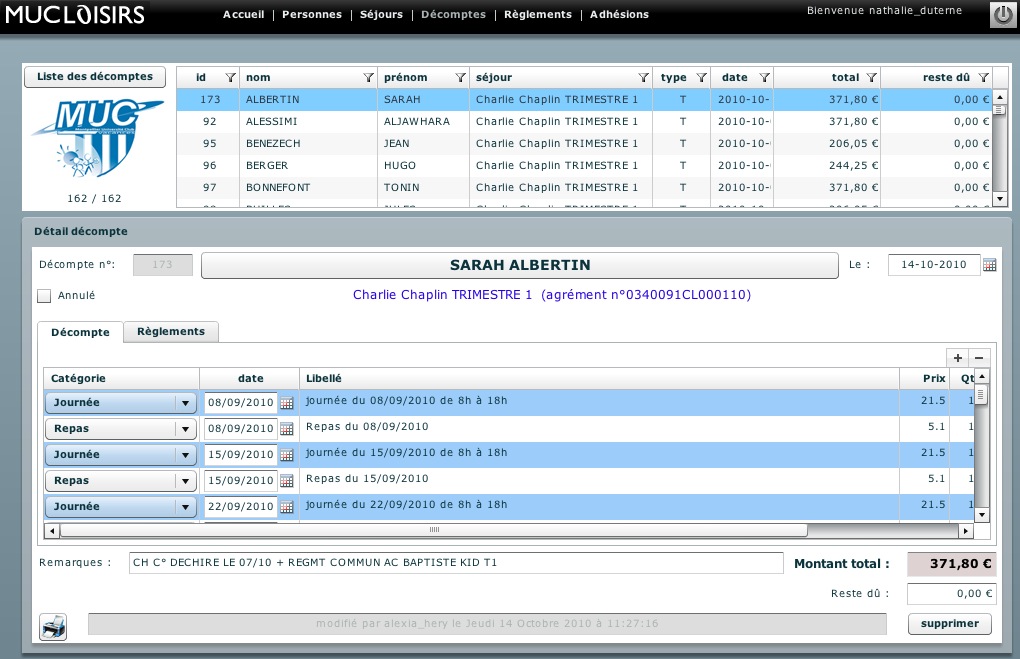 MUCLOISIRS Accueil | Personnes | Séjours | Décomptes | Règlements | Adhésions Bienvenue nathalie_duterne
Liste des décomptes id nom prénom séjour type date total reste dû
173 ALBERTIN SARAH Charlie Chaplin TRIMESTRE 1 T 2010-10- 371,80 € 0,00 €
MUC
92 ALESSIMI ALJAWHARA Charlie Chaplin TRIMESTRE 1 T 2010-10- 371,80 € 0,00 €
95 BENEZECH JEAN Charlie Chaplin TRIMESTRE 1 T 2010-10- 206,05 € 0,00 €
96 BERGER HUGO Charlie Chaplin TRIMESTRE 1 T 2010-10- 244,25 € 0,00 €
97 BONNEFONT TONIN Charlie Chaplin TRIMESTRE 1 T 2010-10- 371,80 € 0,00 €
162 / 162
Détail décompte
Décompte n°: 173 SARAH ALBERTIN Le : 14-10-2010
Annulé Charlie Chaplin TRIMESTRE 1 (agrément n°0340091CL000110)
Décompte Règlements
+ −
Catégorie date Libellé Prix Qt
Journée 08/09/2010 journée du 08/09/2010 de 8h à 18h 21.5 1
Repas 08/09/2010 Repas du 08/09/2010 5.1 1
Journée 15/09/2010 journée du 15/09/2010 de 8h à 18h 21.5 1
Repas 15/09/2010 Repas du 15/09/2010 5.1 1
Journée 22/09/2010 journée du 22/09/2010 de 8h à 18h 21.5 1
Remarques : CH C° DECHIRE LE 07/10 + REGMT COMMUN AC BAPTISTE KID T1 Montant total : 371,80 €
Reste dû : 0,00 €
modifié par alexia_hery le Jeudi 14 Octobre 2010 à 11:27:16 supprimer